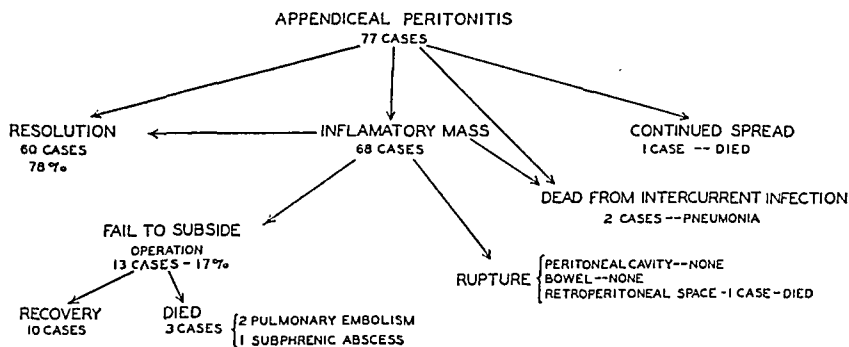 APPENDICEAL PERITONITIS
77 CASES
RESOLUTION
60 CASES
78%
INFLAMATORY MASS
68 CASES
CONTINUED SPREAD
1 CASE -- DIED
DEAD FROM INTERCURRENT INFECTION
2 CASES -- PNEUMONIA
FAIL TO SUBSIDE
OPERATION
13 CASES - 17%
RUPTURE
PERITONEAL CAVITY -- NONE
BOWEL -- NONE
RETROPERITONEAL SPACE - 1 CASE - DIED
RECOVERY
10 CASES
DIED
3 CASES
2 PULMONARY EMBOLISM
1 SUBPHRENIC ABSCESS